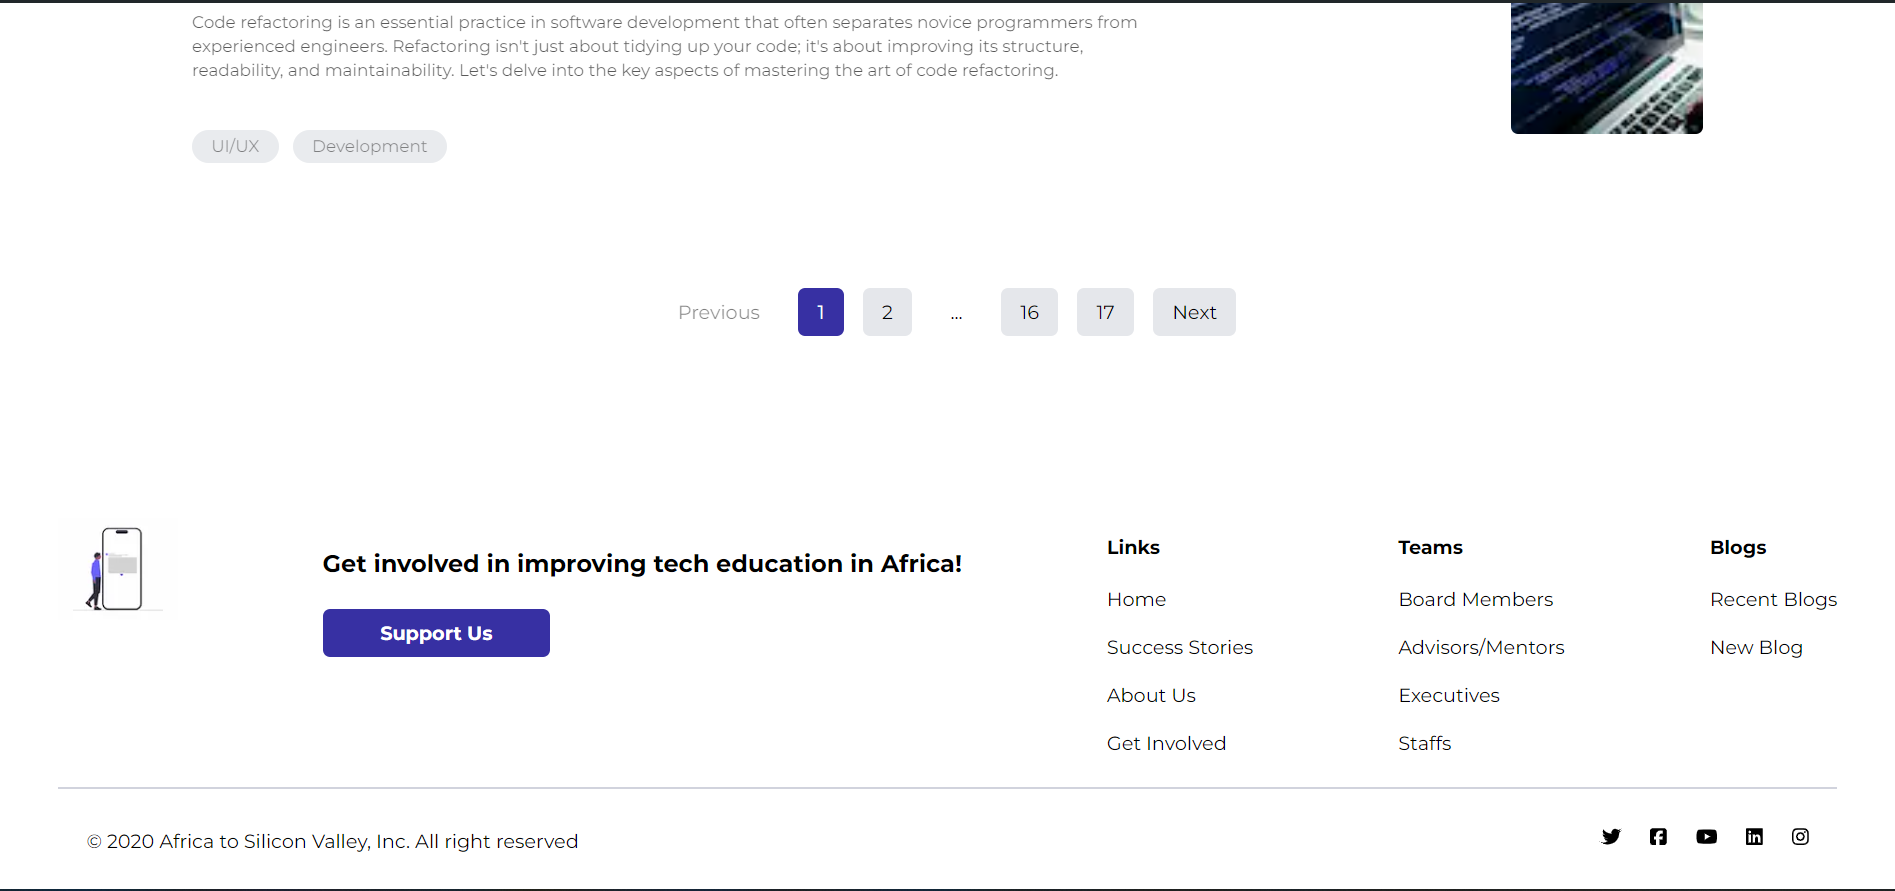 Code refactoring is an essential practice in software development that often separates novice programmers from
experienced engineers. Refactoring isn't just about tidying up your code; it's about improving its structure,
readability, and maintainability. Let's delve into the key aspects of mastering the art of code refactoring.
UI/UX Development
Previous 1 2 ... 16 17 Next
Get involved in improving tech education in Africa!
Support Us
Links
Home
Success Stories
About Us
Get Involved
Teams
Board Members
Advisors/Mentors
Executives
Staffs
Blogs
Recent Blogs
New Blog
© 2020 Africa to Silicon Valley, Inc. All right reserved